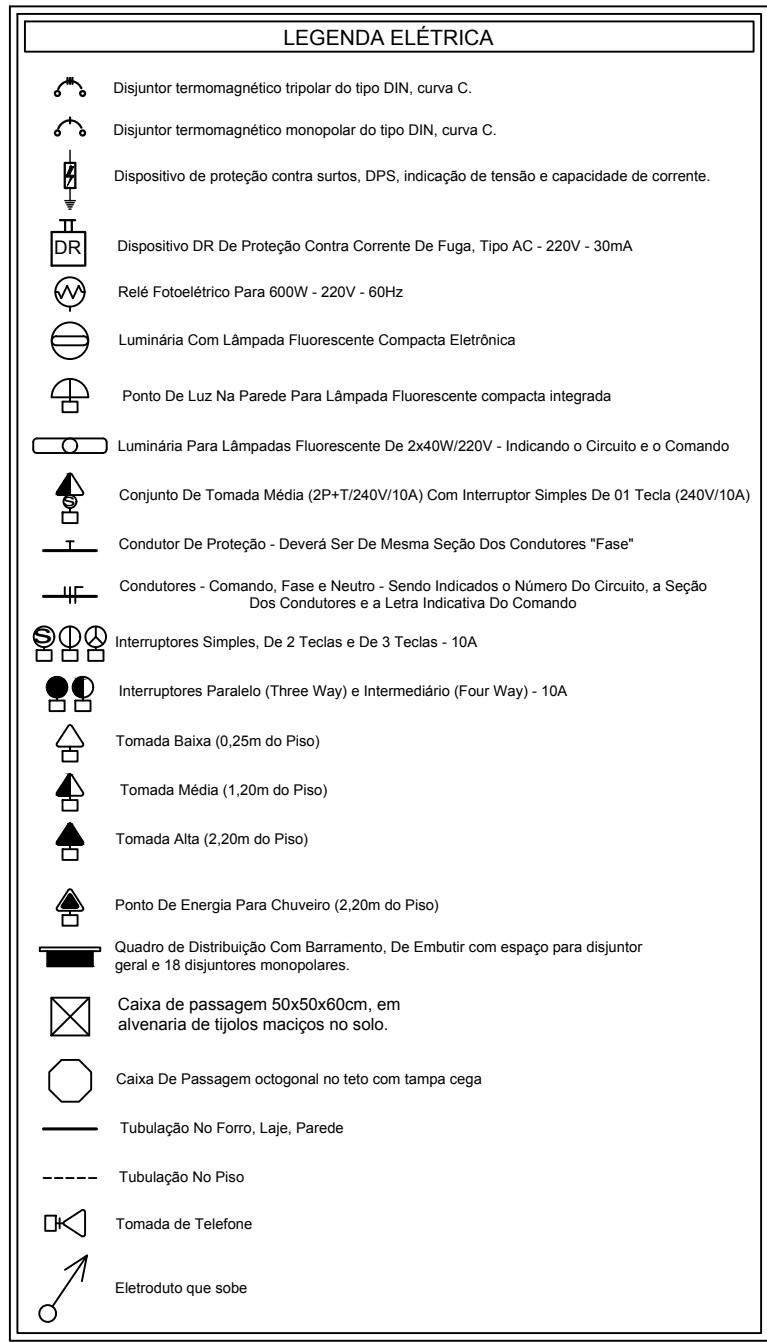 LEGENDA ELÉTRICA
Disjuntor termomagnético tripolar do tipo DIN, curva C.
Disjuntor termomagnético monopolar do tipo DIN, curva C.
Dispositivo de proteção contra surtos, DPS, indicação de tensão e capacidade de corrente.
DR
Dispositivo DR De Proteção Contra Corrente De Fuga, Tipo AC - 220V - 30mA
Relé Fotoelétrico Para 600W - 220V - 60Hz
Luminária Com Lâmpada Fluorescente Compacta Eletrônica
Ponto De Luz Na Parede Para Lâmpada Fluorescente compacta integrada
Luminária Para Lâmpadas Fluorescente De 2x40W/220V - Indicando o Circuito e o Comando
S
Conjunto De Tomada Média (2P+T/240V/10A) Com Interruptor Simples De 01 Tecla (240V/10A)
Condutor De Proteção - Deverá Ser De Mesma Seção Dos Condutores "Fase"
Condutores - Comando, Fase e Neutro - Sendo Indicados o Número Do Circuito, a Seção
Dos Condutores e a Letra Indicativa Do Comando
S
Interruptores Simples, De 2 Teclas e De 3 Teclas - 10A
Interruptores Paralelo (Three Way) e Intermediário (Four Way) - 10A
Tomada Baixa (0,25m do Piso)
Tomada Média (1,20m do Piso)
Tomada Alta (2,20m do Piso)
Ponto De Energia Para Chuveiro (2,20m do Piso)
Quadro de Distribuição Com Barramento, De Embutir com espaço para disjuntor
geral e 18 disjuntores monopolares.
Caixa de passagem 50x50x60cm, em
alvenaria de tijolos maciços no solo.
Caixa De Passagem octogonal no teto com tampa cega
Tubulação No Forro, Laje, Parede
Tubulação No Piso
Tomada de Telefone
Eletroduto que sobe